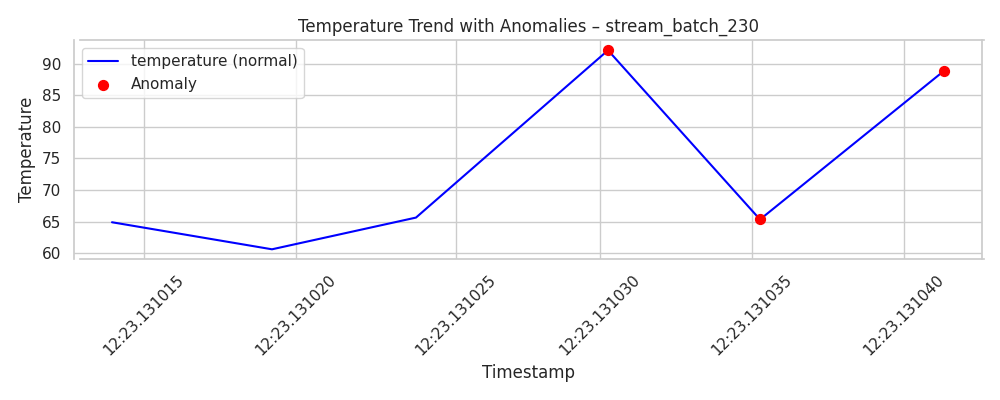 Temperature Trend with Anomalies – stream_batch_230
temperature (normal)
Anomaly
Temperature
90
85
80
75
70
65
60
12:23.131015
12:23.131020
12:23.131025
12:23.131030
12:23.131035
12:23.131040
Timestamp